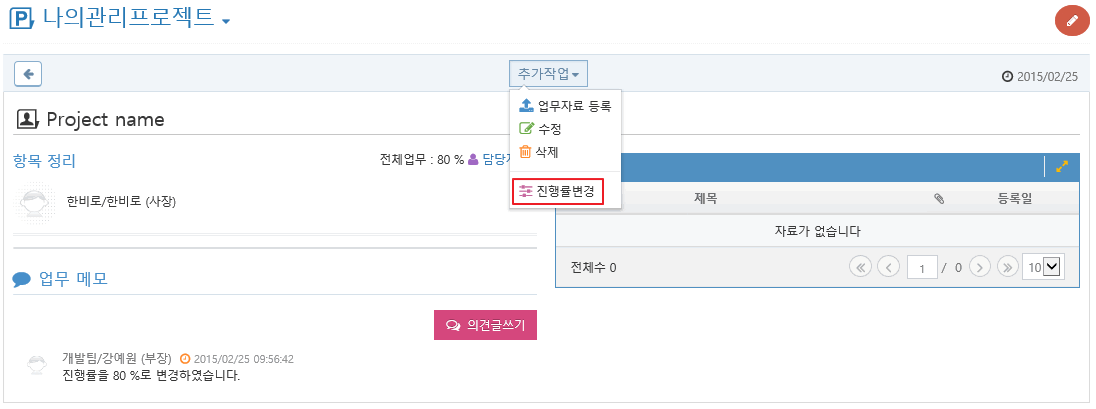 나의관리프로젝트
추가작업
2015/02/25
업무자료 등록
수정
삭제
진행률변경
Project name
항목 정리
전체업무 : 80 %
한비로/한비로 (사장)
제목 등록일
자료가 없습니다
전체수 0
1 / 0
10
업무 메모
의견글쓰기
개발팀/강예원 (부장) 2015/02/25 09:56:42
진행률을 80 %로 변경하였습니다.